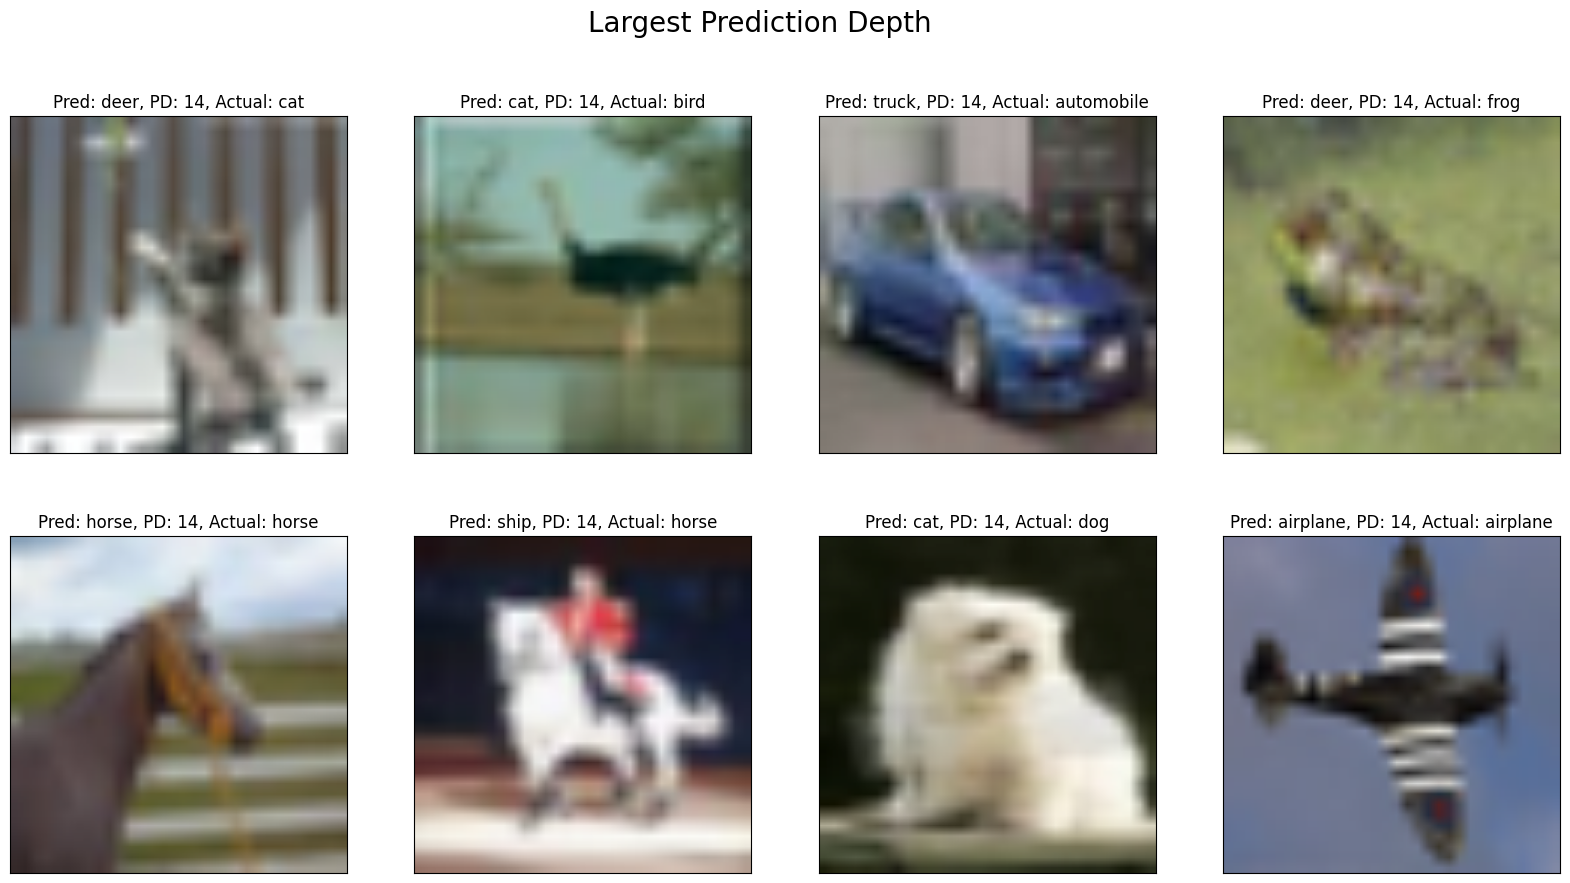 Largest Prediction Depth
Pred: deer, PD: 14, Actual: cat
Pred: cat, PD: 14, Actual: bird
Pred: truck, PD: 14, Actual: automobile
Pred: deer, PD: 14, Actual: frog
Pred: horse, PD: 14, Actual: horse
Pred: ship, PD: 14, Actual: horse
Pred: cat, PD: 14, Actual: dog
Pred: airplane, PD: 14, Actual: airplane